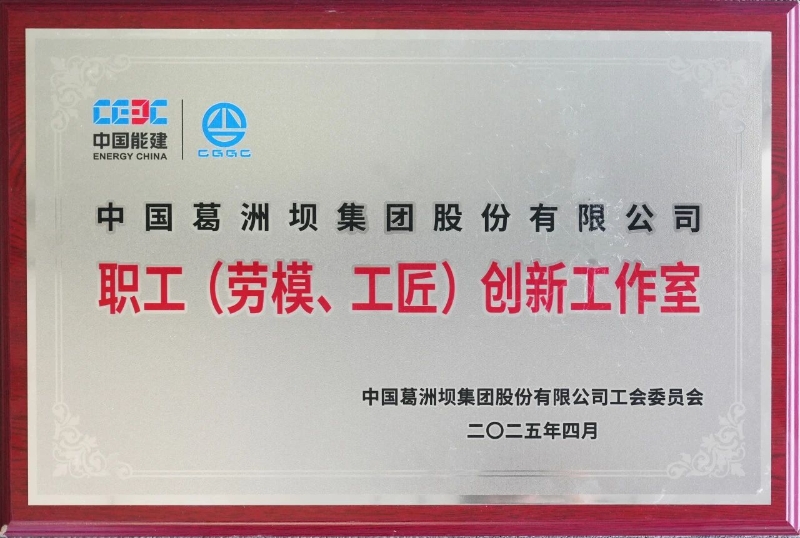 CEEC
中国能建
ENERGY CHINA
CGGC
中国葛洲坝集团股份有限公司
职工（劳模、工匠）创新工作室
中国葛洲坝集团股份有限公司工会委员会
二〇二五年四月